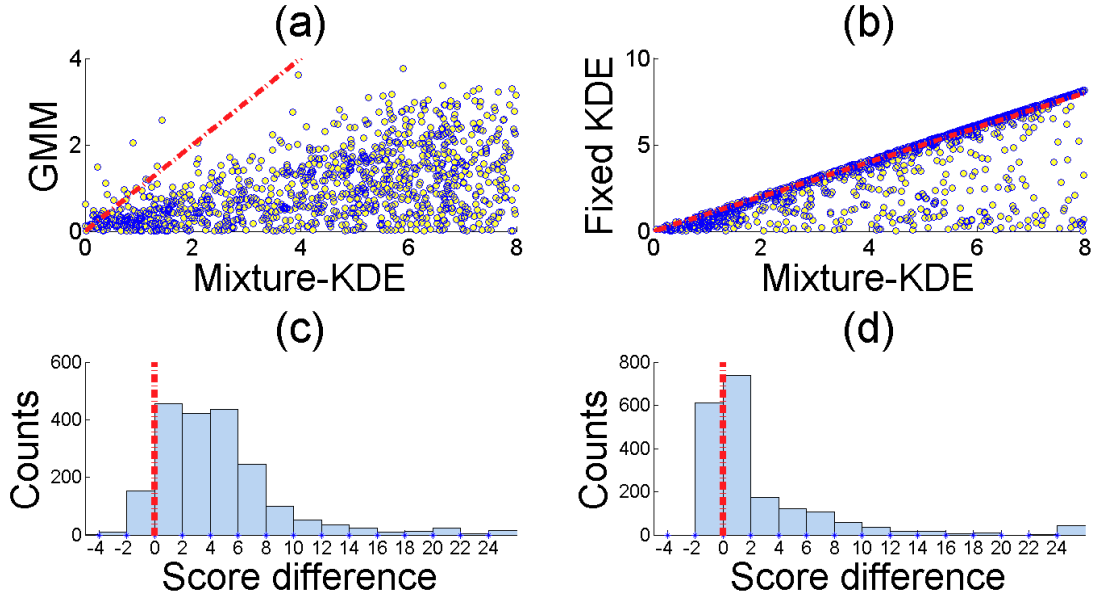 (a)
GMM
4
2
0
0 2 4 6 8
Mixture-KDE
(b)
Fixed KDE
10
5
0
0 2 4 6 8
Mixture-KDE
(c)
Counts
600
400
200
0
-4 -2 0 2 4 6 8 10 12 14 16 18 20 22 24
Score difference
(d)
Counts
800
600
400
200
0
-4 -2 0 2 4 6 8 10 12 14 16 18 20 22 24
Score difference